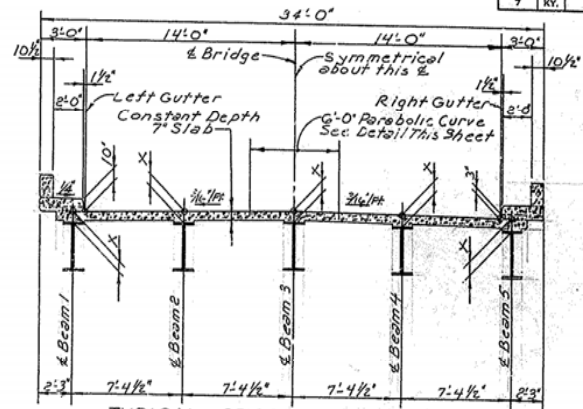 9 KY.
34'-0"
3'-0" 14'-0" 14'-0" 3'-0"
10½" 10½"
℄ Bridge
Symmetrical
about this ℄
1½" 1½"
2'-0" 2'-0"
Left Gutter
Right Gutter
Constant Depth
7" Slab
6'-0" Parabolic Curve
See Detail This Sheet
10" X X X 3"
¼" 3/16"/Ft 3/16"/Ft
X X
℄ Beam 1
℄ Beam 2
℄ Beam 3
℄ Beam 4
℄ Beam 5
2'-3" 7'-4½" 7'-4½" 7'-4½" 7'-4½" 2'-3"